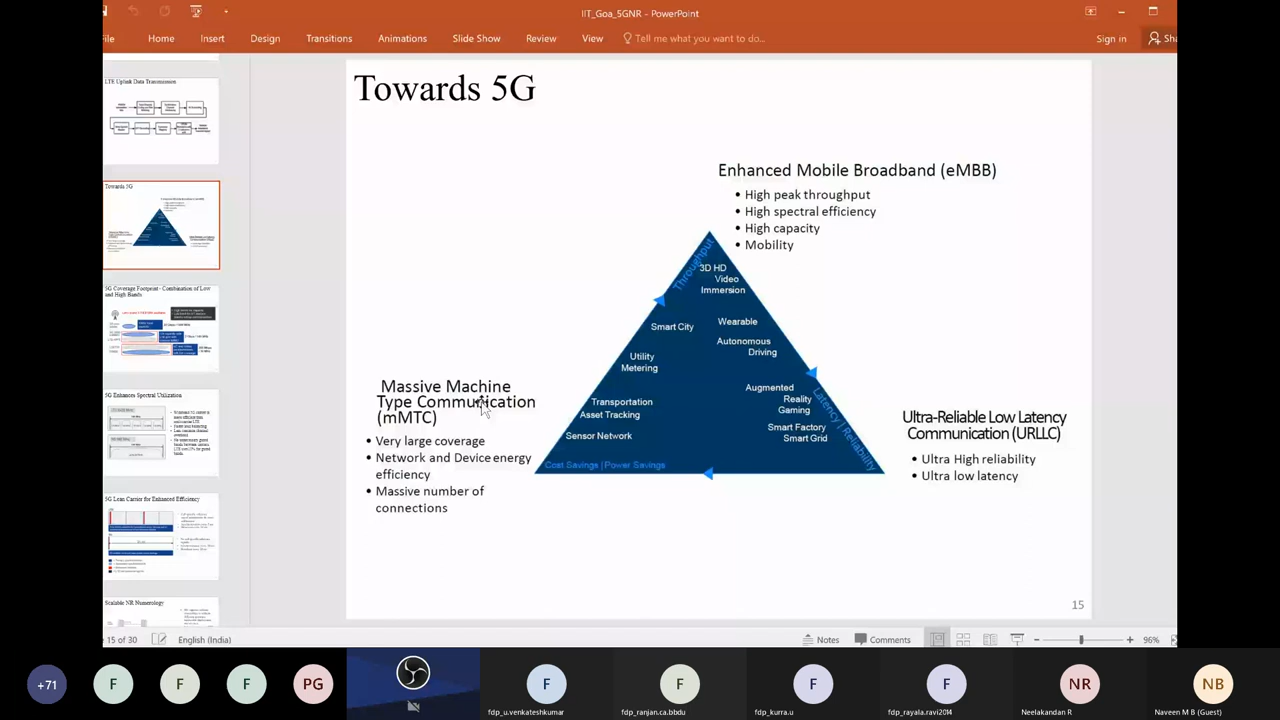 IIT_Goa_5GNR - PowerPoint
File Home Insert Design Transitions Animations Slide Show Review View Tell me what you want to do... Sign in Sha
LTE Uplink Data Transmission
Towards 5G
5G Coverage Footprint - Combination of Low
and High Bands
5G Enhances Spectral Utilization
5G Lean Carrier for Enhanced Efficiency
Scalable NR Numerology
Towards 5G
Enhanced Mobile Broadband (eMBB)
• High peak throughput
• High spectral efficiency
• High capacity
• Mobility
Throughput
3D HD
Video
Immersion
Smart City
Wearable
Autonomous
Driving
Utility
Metering
Augmented
Reality
Gaming
Transportation
Asset Tracking
Smart Factory
Smart Grid
Sensor Network
Latency | Reliability
Cost Savings | Power Savings
Massive Machine
Type Communication
(mMTC)
• Very large coverage
• Network and Device energy
efficiency
• Massive number of
connections
Ultra-Reliable Low Latency
Communication (URLLC)
• Ultra High reliability
• Ultra low latency
15
15 of 30 English (India) Notes Comments 96%
+71 F F F PG F F F F NR NB
fdp_u.venkateshkumar fdp_ranjan.ca.bbdu fdp_kurra.u fdp_rayala.ravi2014 Neelakandan R Naveen M B (Guest)